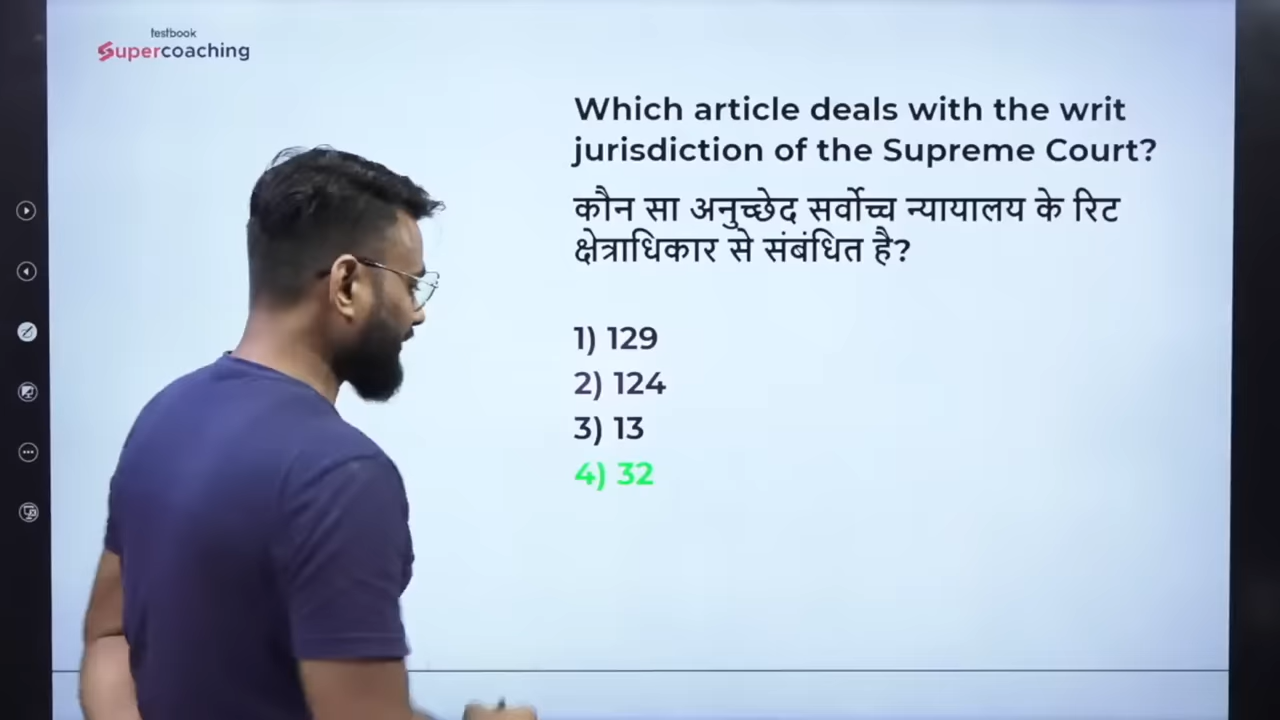 testbook
Supercoaching
Which article deals with the writ
jurisdiction of the Supreme Court?
कौन सा अनुच्छेद सर्वोच्च न्यायालय के रिट
क्षेत्राधिकार से संबंधित है?
1) 129
2) 124
3) 13
4) 32